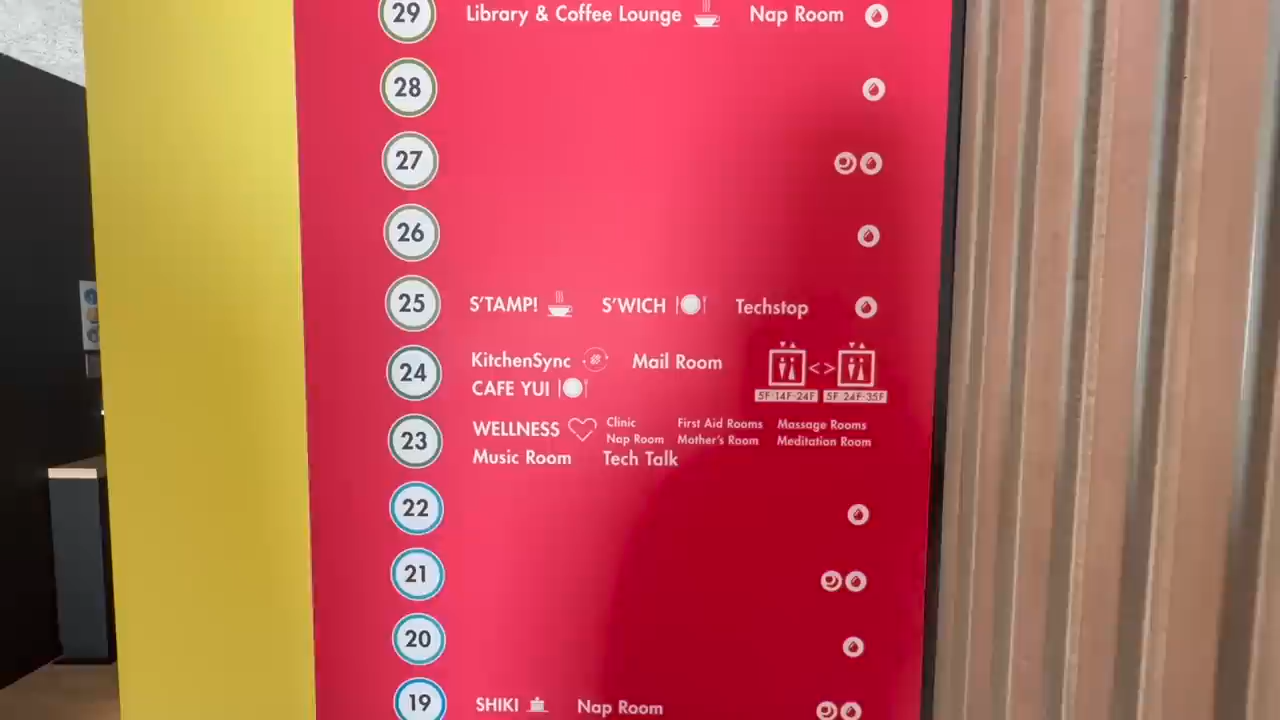 29 Library & Coffee Lounge Nap Room
28
27
26
25 S'TAMP! S'WICH Techstop
24 KitchenSync Mail Room
CAFE YUI
5F·14F-24F <> 5F·24F-35F
23 WELLNESS Clinic First Aid Rooms Massage Rooms
Nap Room Mother's Room Meditation Room
Music Room Tech Talk
22
21
20
19 SHIKI Nap Room